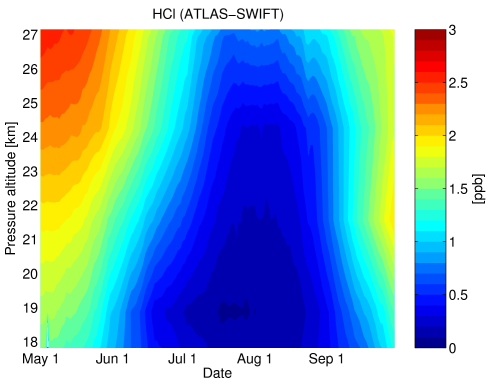 HCl (ATLAS−SWIFT)
27
26
25
24
23
22
21
20
19
18
Pressure altitude [km]
May 1
Jun 1
Jul 1
Aug 1
Sep 1
Date
3
2.5
2
1.5
1
0.5
0
[ppb]